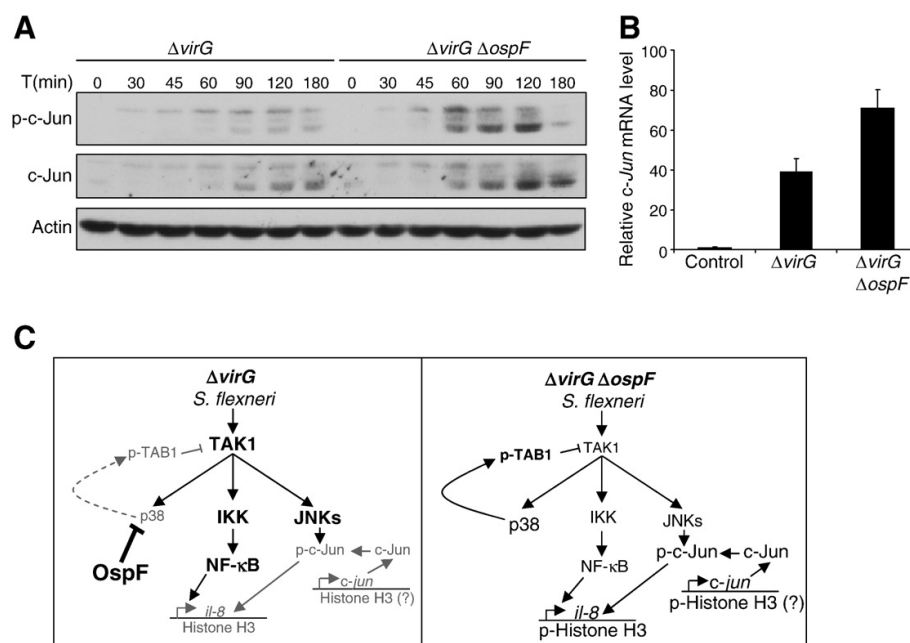 A
ΔvirG
ΔvirG ΔospF
T(min) 0 30 45 60 90 120 180 0 30 45 60 90 120 180
p-c-Jun
c-Jun
Actin
B
Relative c-Jun mRNA level
100
80
60
40
20
0
Control
ΔvirG
ΔvirG
ΔospF
C
ΔvirG
S. flexneri
p-TAB1
TAK1
p38
IKK
JNKs
OspF
NF-κB
p-c-Jun
c-Jun
c-jun
Histone H3 (?)
il-8
Histone H3
ΔvirG ΔospF
S. flexneri
p-TAB1
TAK1
p38
IKK
JNKs
NF-κB
p-c-Jun
c-Jun
c-jun
p-Histone H3 (?)
il-8
p-Histone H3